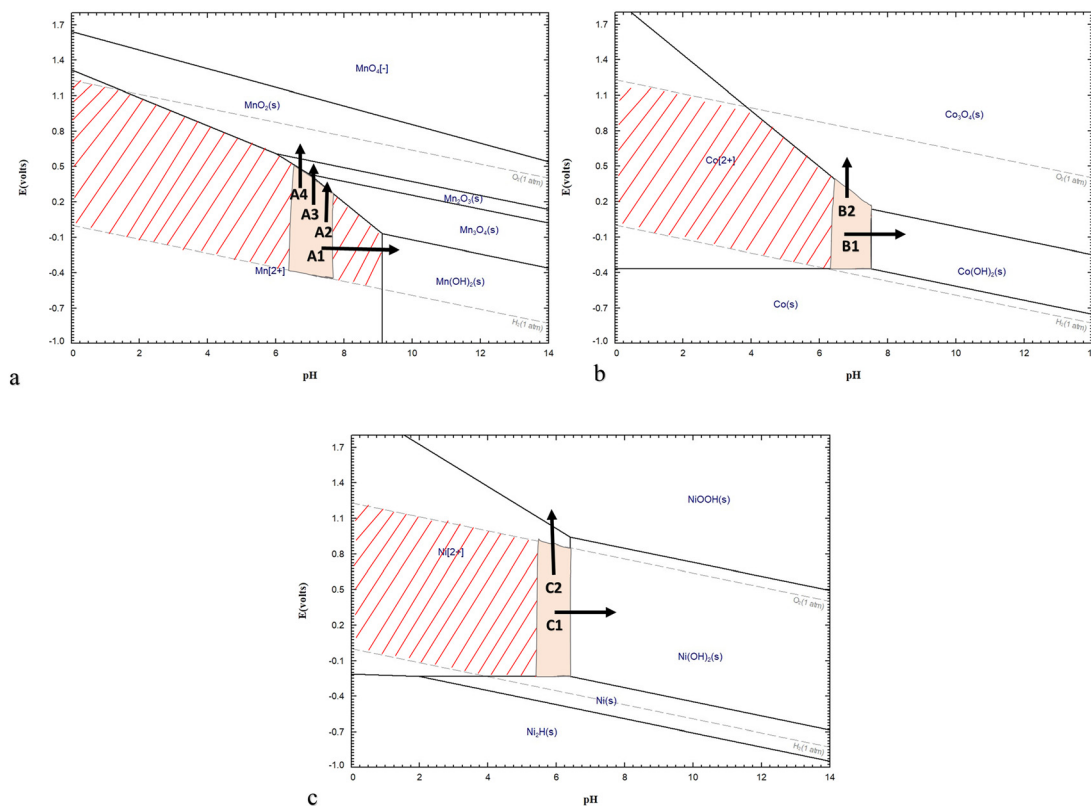 1.7
1.4
1.1
0.8
0.5
0.2
-0.1
-0.4
-0.7
-1.0
E(volts)
MnO₄[-]
MnO₂(s)
O₂(1 atm)
Mn₂O₃(s)
Mn₃O₄(s)
Mn(OH)₂(s)
Mn[2+]
H₂(1 atm)
A4
A3
A2
A1
0 2 4 6 8 10 12 14
pH
a
1.7
1.4
1.1
0.8
0.5
0.2
-0.1
-0.4
-0.7
-1.0
E(volts)
Co₃O₄(s)
Co[2+]
O₂(1 atm)
B2
B1
Co(OH)₂(s)
Co(s)
H₂(1 atm)
0 2 4 6 8 10 12 14
pH
b
1.7
1.4
1.1
0.8
0.5
0.2
-0.1
-0.4
-0.7
-1.0
E(volts)
NiOOH(s)
Ni[2+]
O₂(1 atm)
C2
C1
Ni(OH)₂(s)
Ni(s)
Ni₂H(s)
H₂(1 atm)
0 2 4 6 8 10 12 14
pH
c